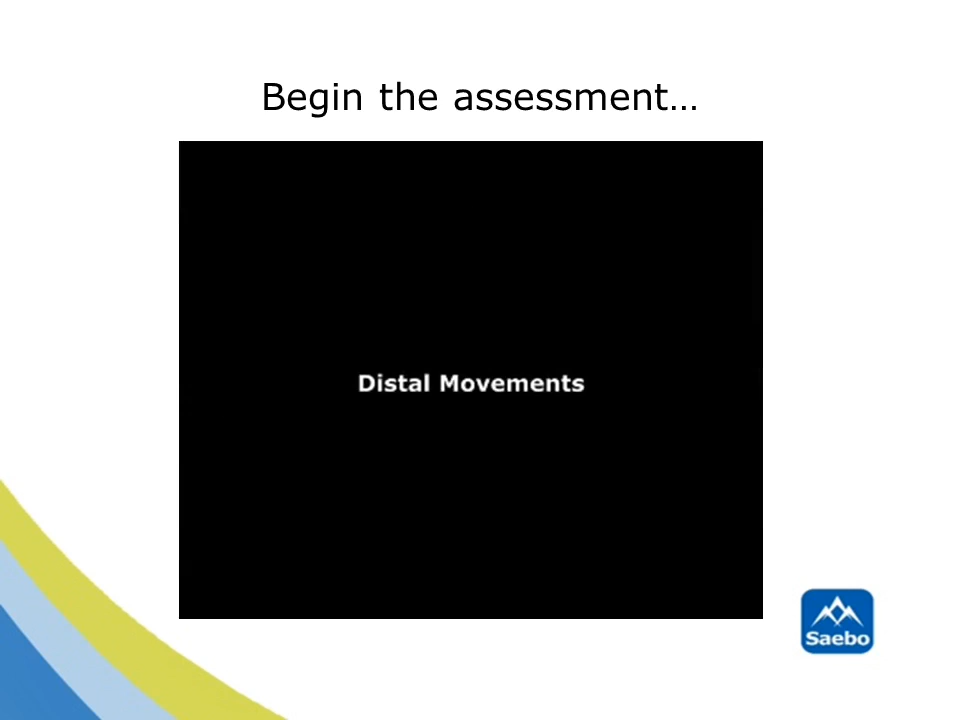 Begin the assessment…
Distal Movements
Saebo